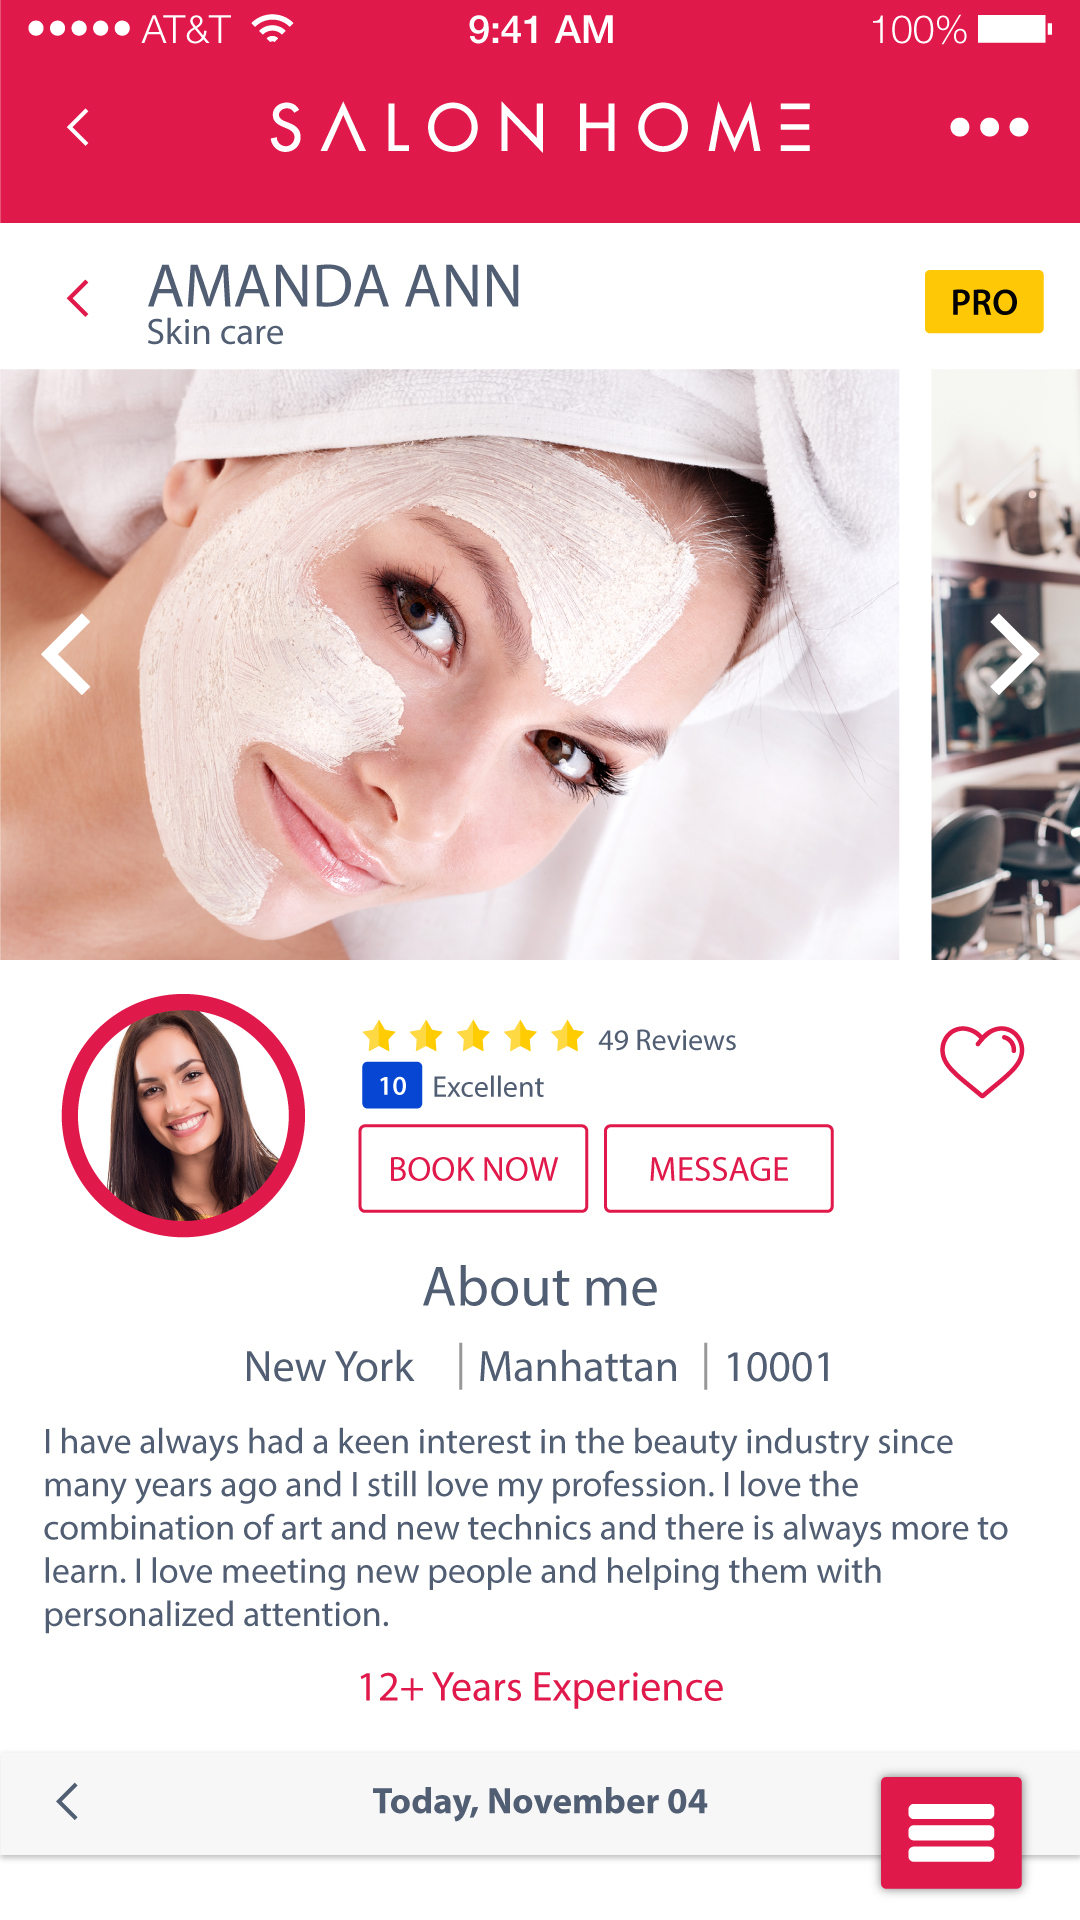 AT&T 9:41 AM 100%
SALON HOME
AMANDA ANN
Skin care
PRO
49 Reviews
10 Excellent
BOOK NOW MESSAGE
About me
New York Manhattan 10001
I have always had a keen interest in the beauty industry since
many years ago and I still love my profession. I love the
combination of art and new technics and there is always more to
learn. I love meeting new people and helping them with
personalized attention.
12+ Years Experience
Today, November 04